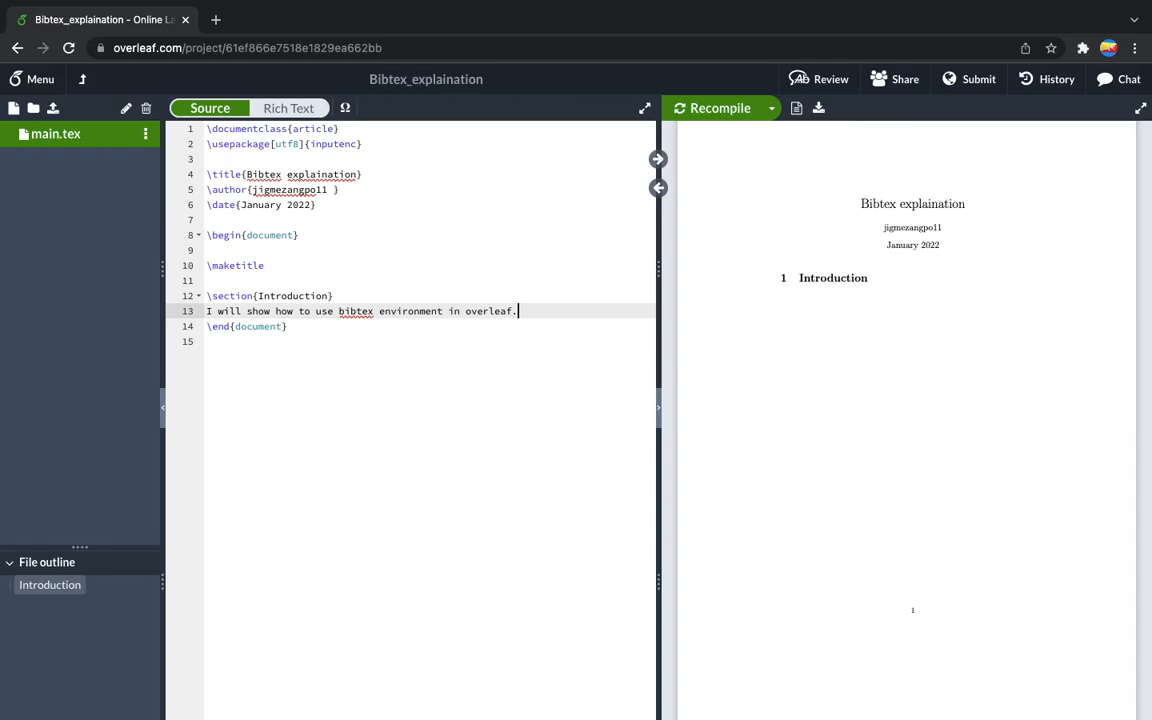 Bibtex_explaination - Online La
overleaf.com/project/61ef866e7518e1829ea662bb
Menu
Bibtex_explaination
Review
Share
Submit
History
Chat
Source
Rich Text
Ω
Recompile
main.tex
1 \documentclass{article}
2 \usepackage[utf8]{inputenc}
3
4 \title{Bibtex explaination}
5 \author{jigmezangpo11 }
6 \date{January 2022}
7
8 \begin{document}
9
10 \maketitle
11
12 \section{Introduction}
13 I will show how to use bibtex environment in overleaf.
14 \end{document}
15
File outline
Introduction
Bibtex explaination
jigmezangpo11
January 2022
1 Introduction
1